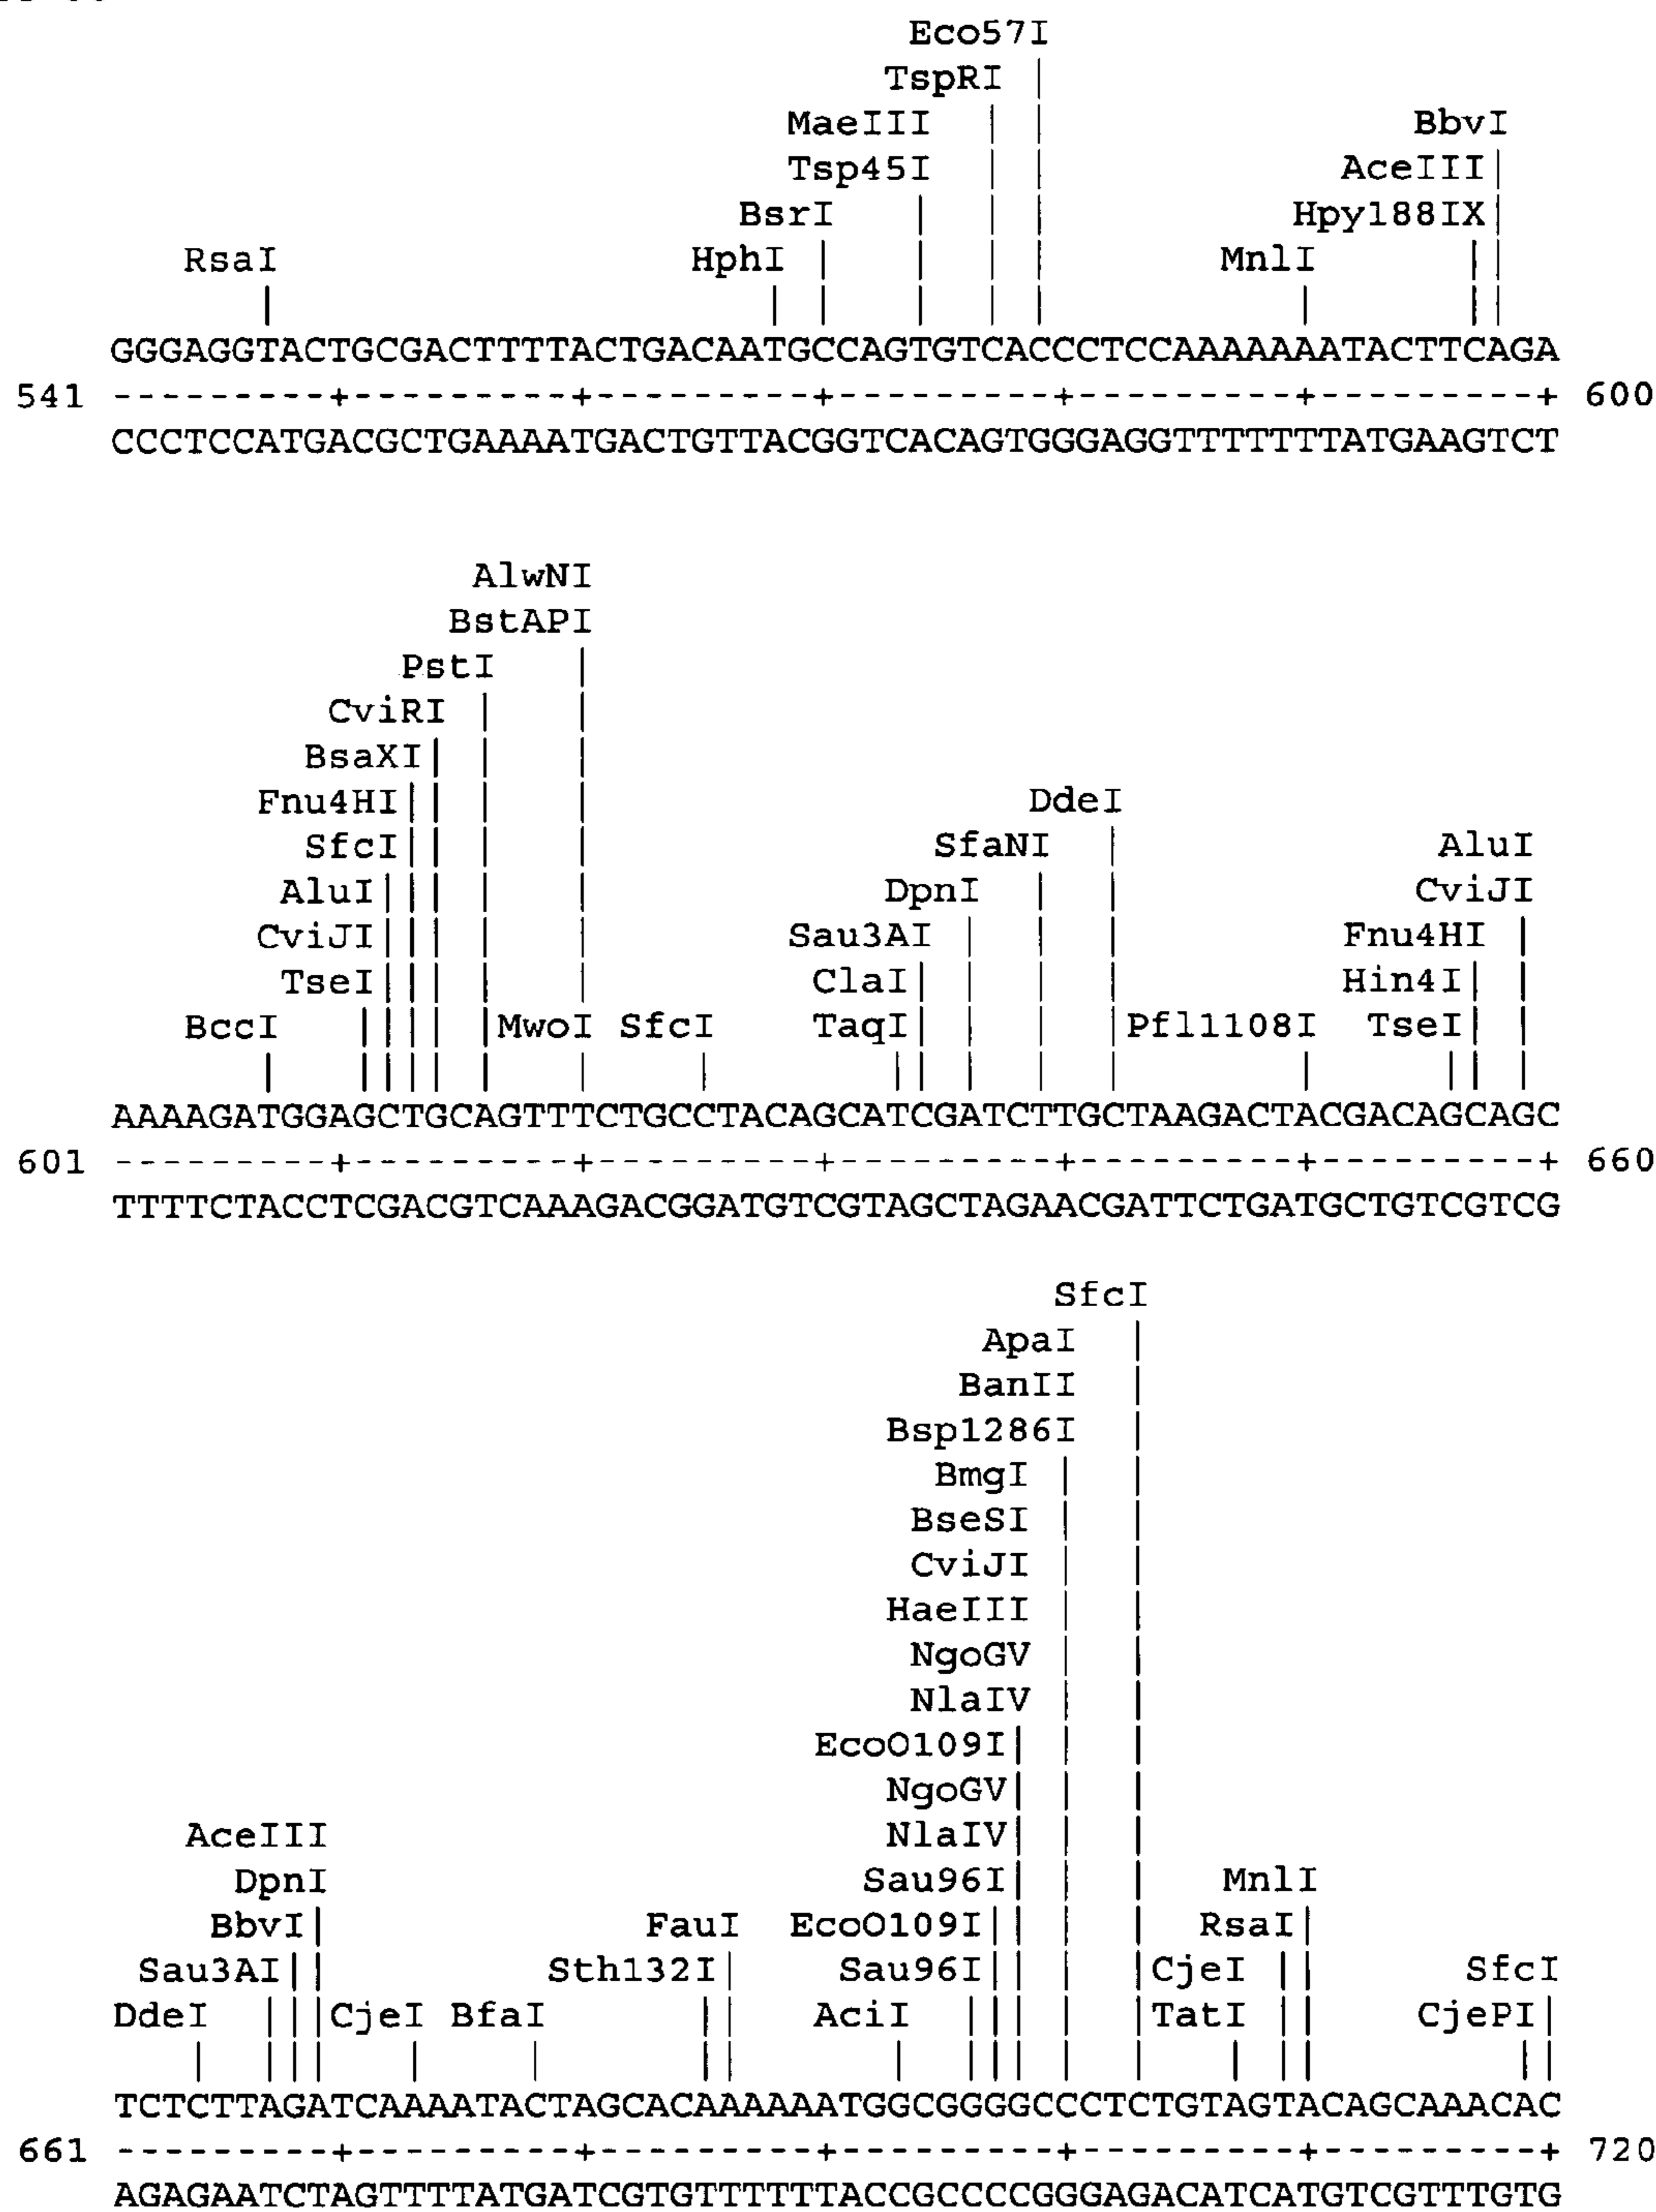 Eco57I
TspRI
MaeIII BbvI
Tsp45I AceIII
BsrI Hpy188IX
RsaI HphI MnlI
GGGAGGTACTGCGACTTTTACTGACAATGCCAGTGTCACCCTCCAAAAAAATACTTCAGA
541 ---------+---------+---------+---------+---------+---------+ 600
CCCTCCATGACGCTGAAAATGACTGTTACGGTCACAGTGGGAGGTTTTTTTATGAAGTCT
AlwNI
BstAPI
PstI
CviRI
BsaXI
Fnu4HI DdeI
SfcI SfaNI AluI
AluI DpnI CviJI
CviJI Sau3AI Fnu4HI
TseI ClaI Hin4I
BccI MwoI SfcI TaqI Pfl1108I TseI
AAAAGATGGAGCTGCAGTTTCTGCCTACAGCATCGATCTTGCTAAGACTACGACAGCAGC
601 ---------+---------+---------+---------+---------+---------+ 660
TTTTCTACCTCGACGTCAAAGACGGATGTCGTAGCTAGAACGATTCTGATGCTGTCGTCG
SfcI
ApaI
BanII
Bsp1286I
BmgI
BseSI
CviJI
HaeIII
NgoGV
NlaIV
EcoO109I
NgoGV
AceIII NlaIV
DpnI Sau96I MnlI
BbvI FauI EcoO109I RsaI
Sau3AI Sth132I Sau96I CjeI SfcI
DdeI CjeI BfaI AciI TatI CjePI
TCTCTTAGATCAAAATACTAGCACAAAAAATGGCGGGGCCCTCTGTAGTACAGCAAACAC
661 ---------+---------+---------+---------+---------+---------+ 720
AGAGAATCTAGTTTTATGATCGTGTTTTTTACCGCCCCGGGAGACATCATGTCGTTTGTG